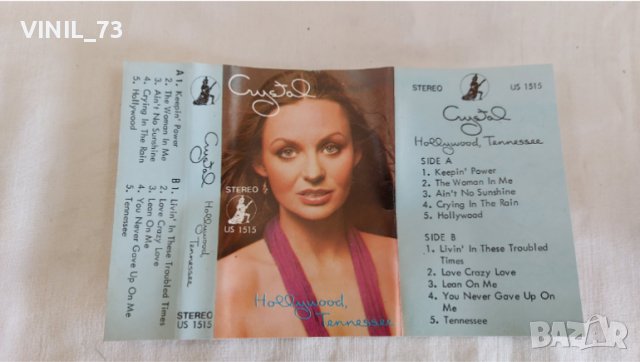 VINIL_73
A 1. Keepin' Power
2. The Woman In Me
3. Ain't No Sunshine
4. Crying In The Rain
5. Hollywood
B 1. Livin' In These Troubled
Times
2. Love Crazy Love
3. Lean On Me
4. You Never Gave Up On Me
5. Tennessee
Crystal
Hollywood,
Tennessee
STEREO
US 1515
Crystal
STEREO
US 1515
Hollywood,
Tennessee
STEREO US 1515
Crystal
Hollywood, Tennessee
SIDE A
1. Keepin' Power
2. The Woman In Me
3. Ain't No Sunshine
4. Crying In The Rain
5. Hollywood
SIDE B
1. Livin' In These Troubled
Times
2. Love Crazy Love
3. Lean On Me
4. You Never Gave Up On
Me
5. Tennessee
BAZAR